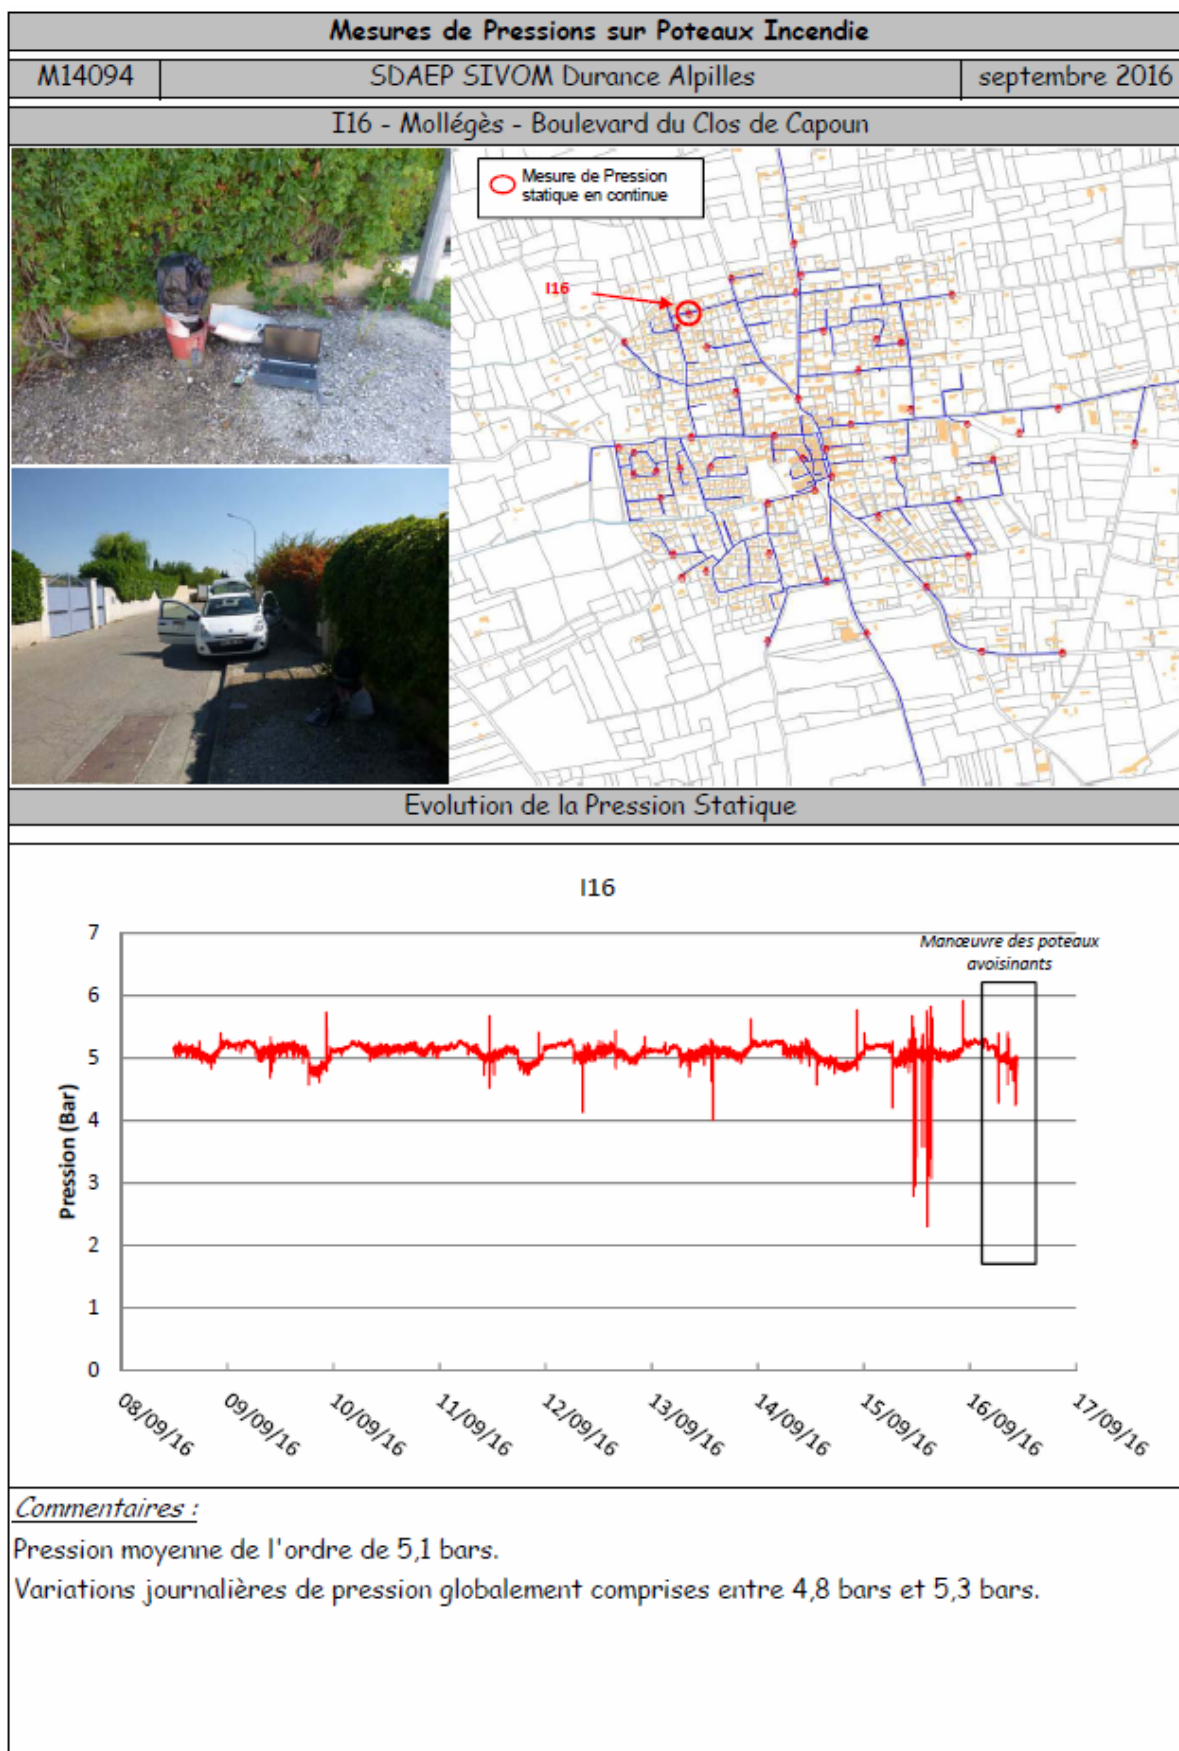 Mesures de Pressions sur Poteaux Incendie
M14094
SDAEP SIVOM Durance Alpilles
septembre 2016
I16 - Mollégès - Boulevard du Clos de Capoun
Mesure de Pression
statique en continue
I16
Evolution de la Pression Statique
I16
Manœuvre des poteaux
avoisinants
Pression (Bar)
7
6
5
4
3
2
1
0
08/09/16
09/09/16
10/09/16
11/09/16
12/09/16
13/09/16
14/09/16
15/09/16
16/09/16
17/09/16
Commentaires :
Pression moyenne de l'ordre de 5,1 bars.
Variations journalières de pression globalement comprises entre 4,8 bars et 5,3 bars.